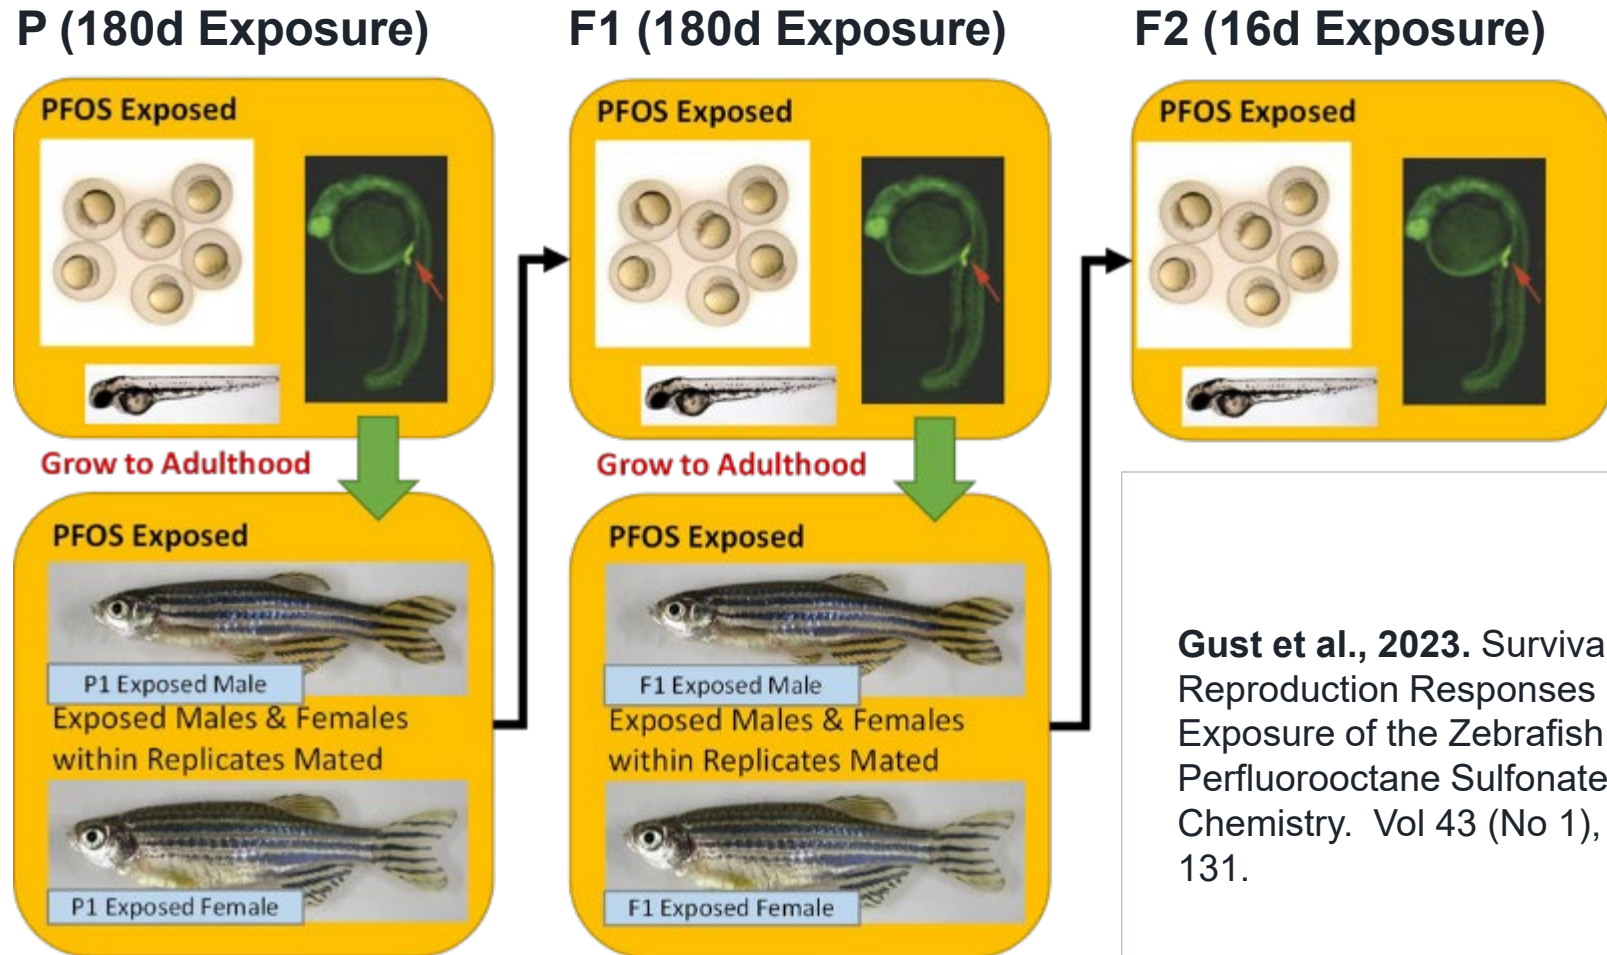 P (180d Exposure)
F1 (180d Exposure)
F2 (16d Exposure)
PFOS Exposed
PFOS Exposed
PFOS Exposed
Grow to Adulthood
Grow to Adulthood
PFOS Exposed
P1 Exposed Male
Exposed Males & Females
within Replicates Mated
P1 Exposed Female
PFOS Exposed
F1 Exposed Male
Exposed Males & Females
within Replicates Mated
F1 Exposed Female
Gust et al., 2023. Surviva
Reproduction Responses
Exposure of the Zebrafish
Perfluorooctane Sulfonate
Chemistry. Vol 43 (No 1),
131.